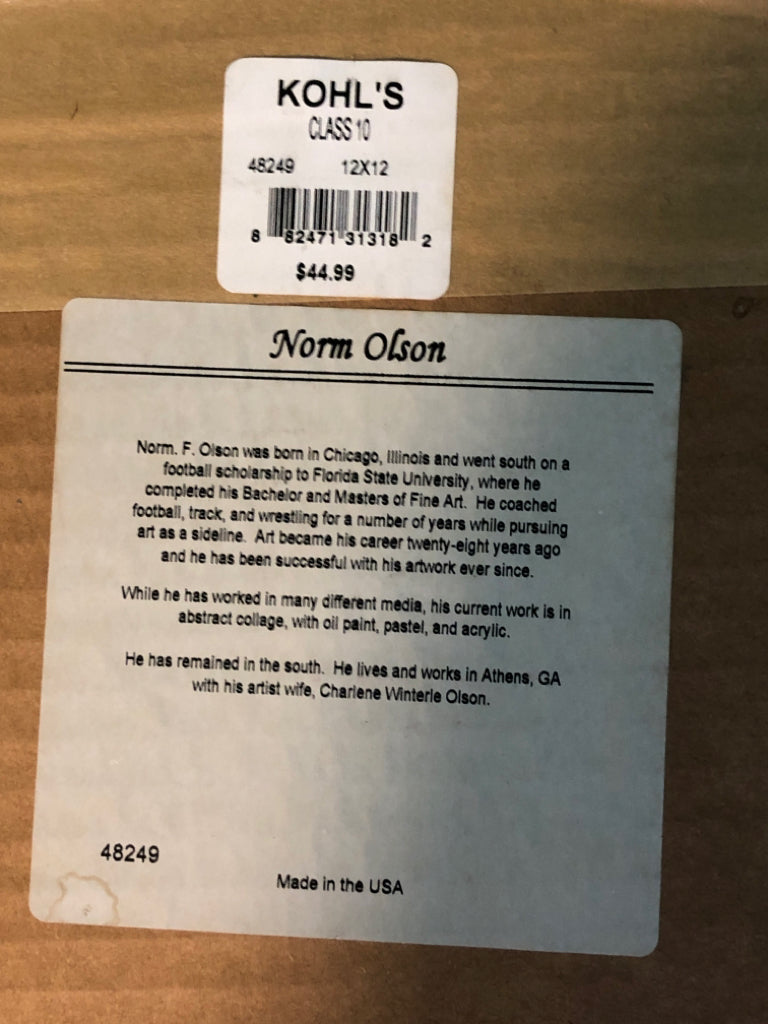 KOHL'S
CLASS 10
48249 12X12
8 82471 31318 2
$44.99
Norm Olson
Norm. F. Olson was born in Chicago, Illinois and went south on a
football scholarship to Florida State University, where he
completed his Bachelor and Masters of Fine Art. He coached
football, track, and wrestling for a number of years while pursuing
art as a sideline. Art became his career twenty-eight years ago
and he has been successful with his artwork ever since.
While he has worked in many different media, his current work is in
abstract collage, with oil paint, pastel, and acrylic.
He has remained in the south. He lives and works in Athens, GA
with his artist wife, Charlene Winterle Olson.
48249
Made in the USA